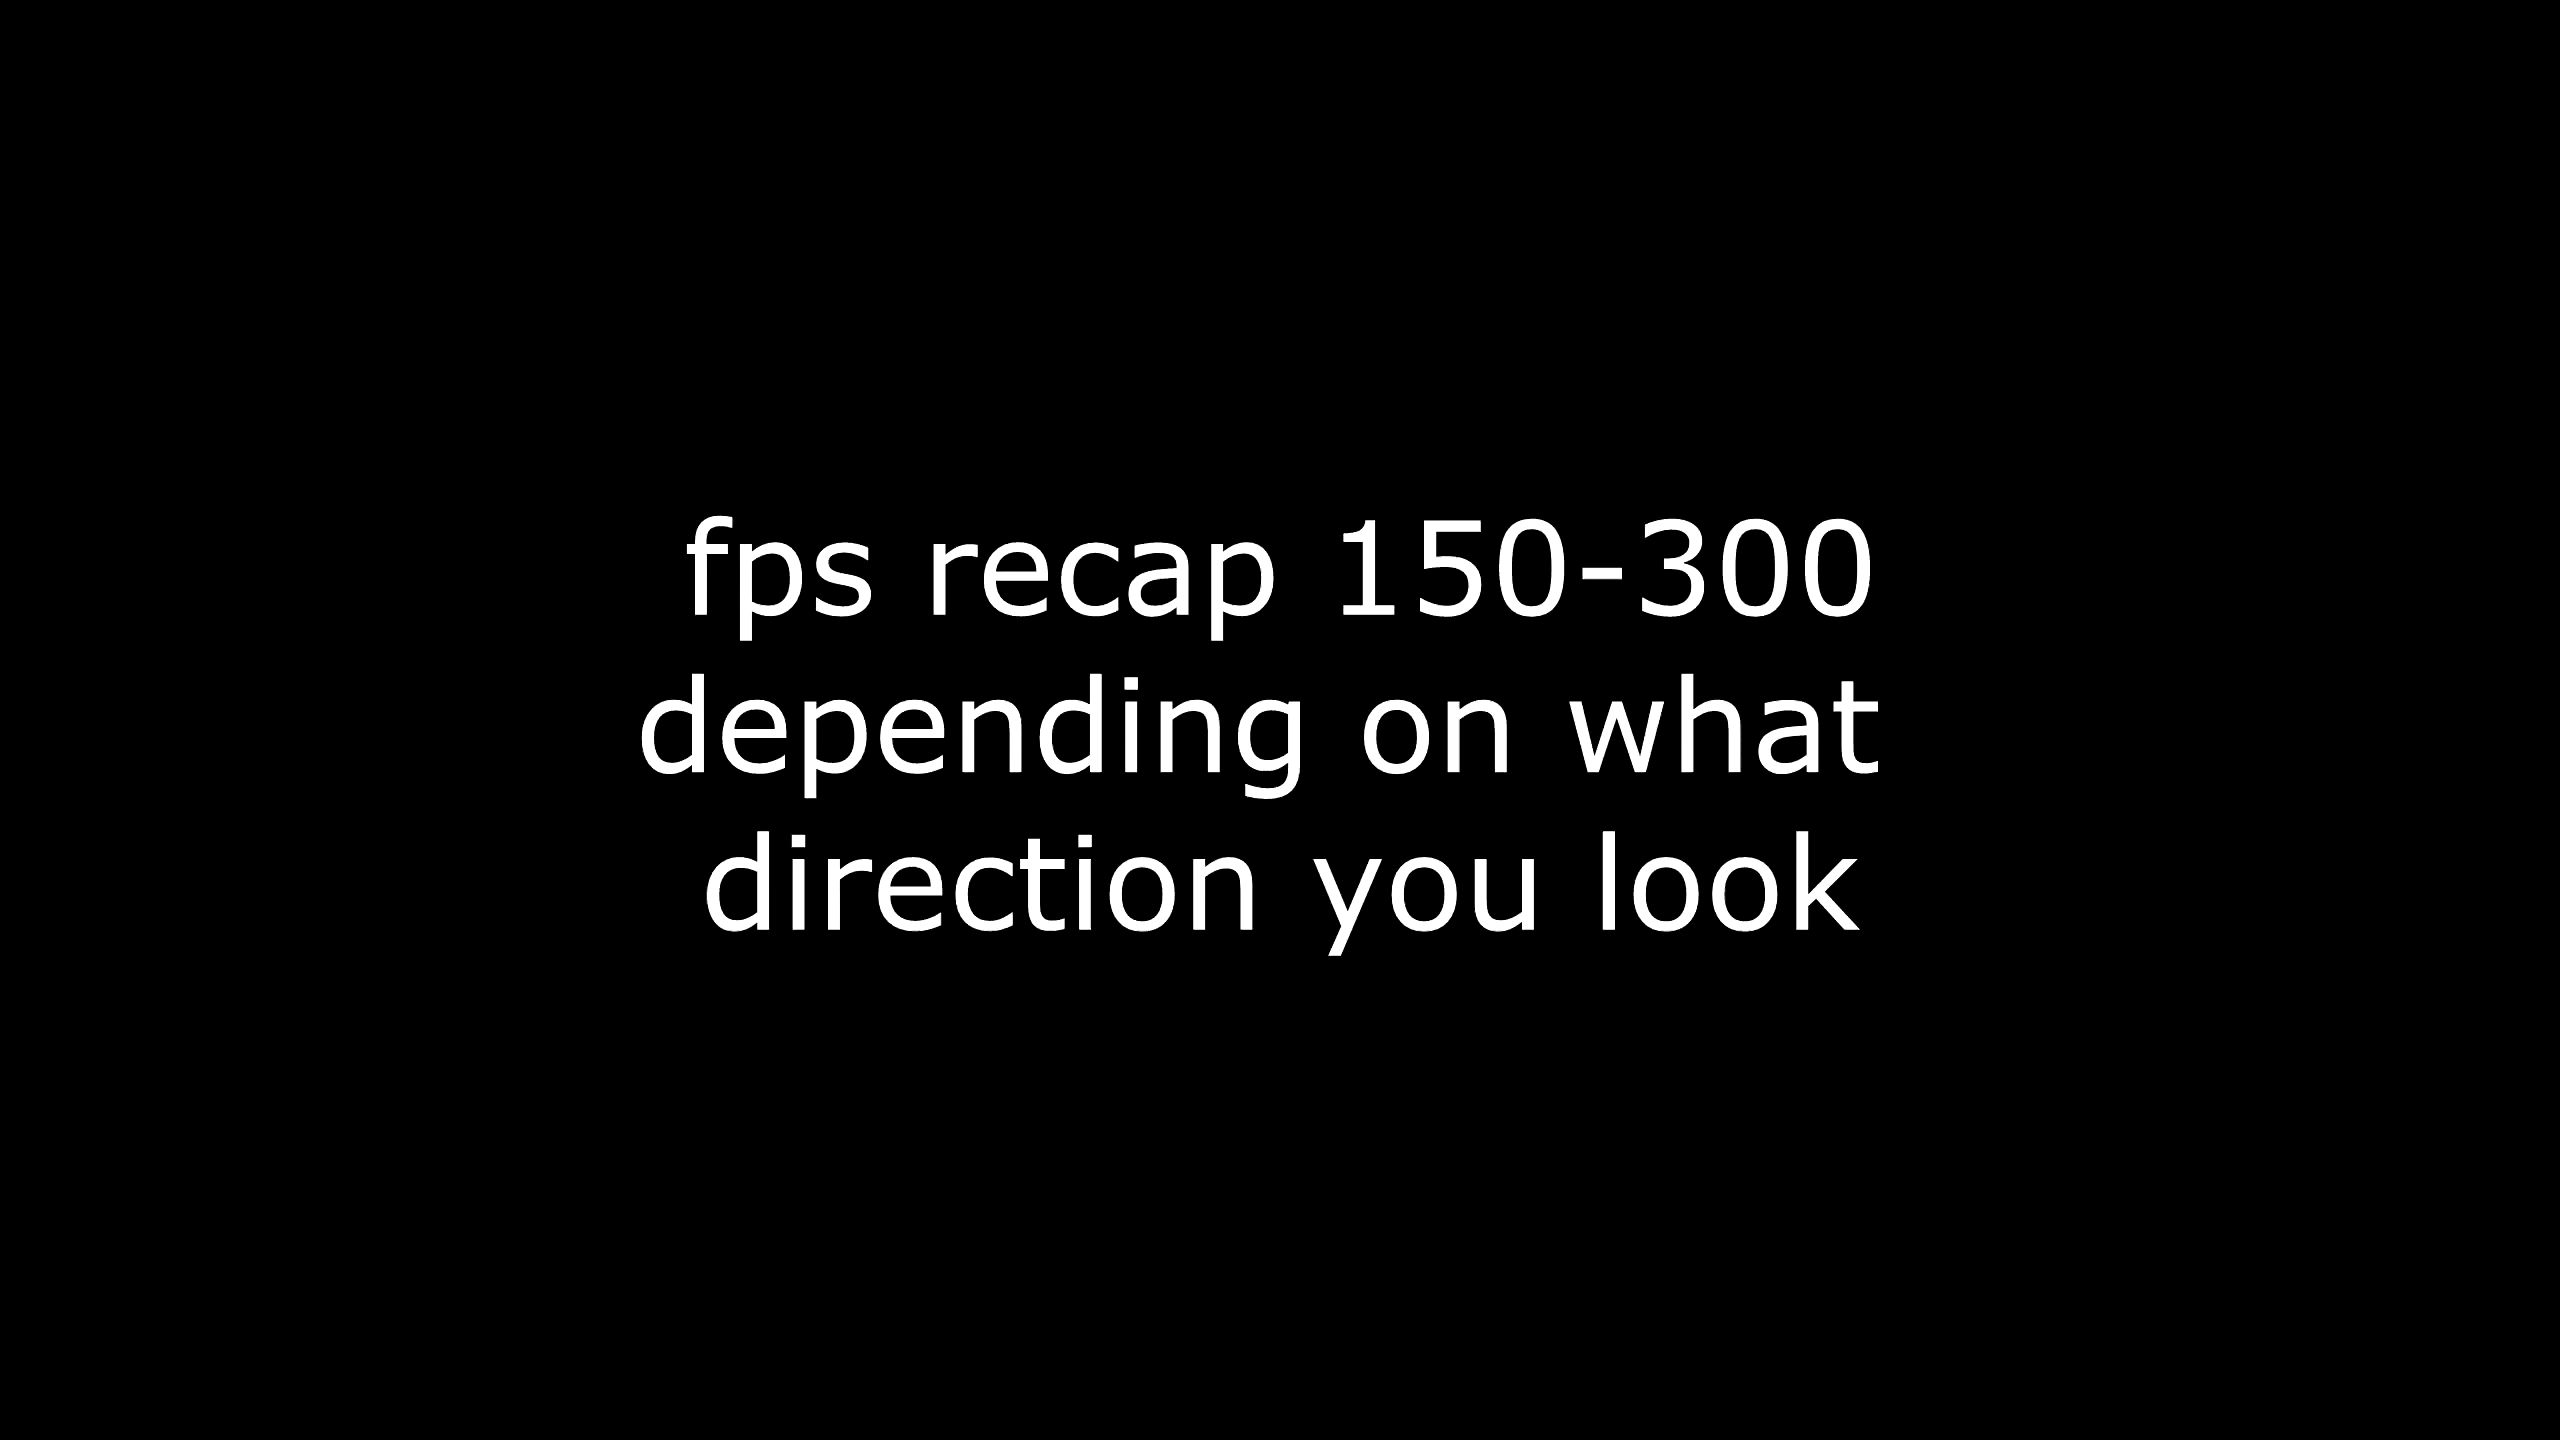 fps recap 150-300
depending on what
direction you look